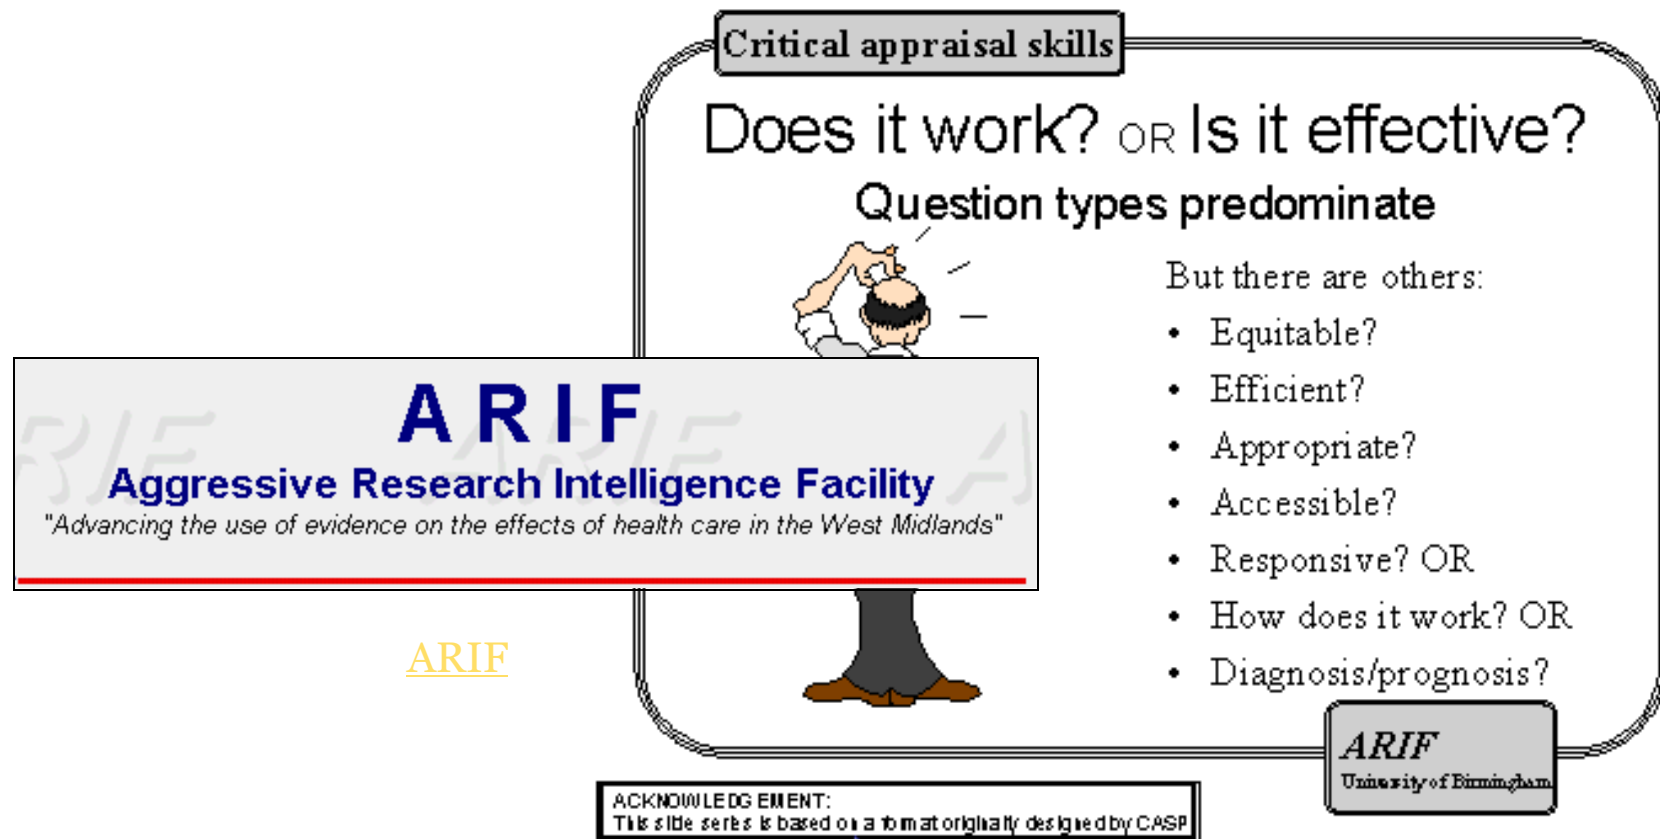 Critical appraisal skills
Does it work? OR Is it effective?
Question types predominate
But there are others:
• Equitable?
• Efficient?
• Appropriate?
• Accessible?
• Responsive? OR
• How does it work? OR
• Diagnosis/prognosis?
ARIF
Aggressive Research Intelligence Facility
"Advancing the use of evidence on the effects of health care in the West Midlands"
ARIF
ARIF
University of Birmingham
ACKNOWLEDGEMENT:
This slide series is based on a format originally designed by CASP